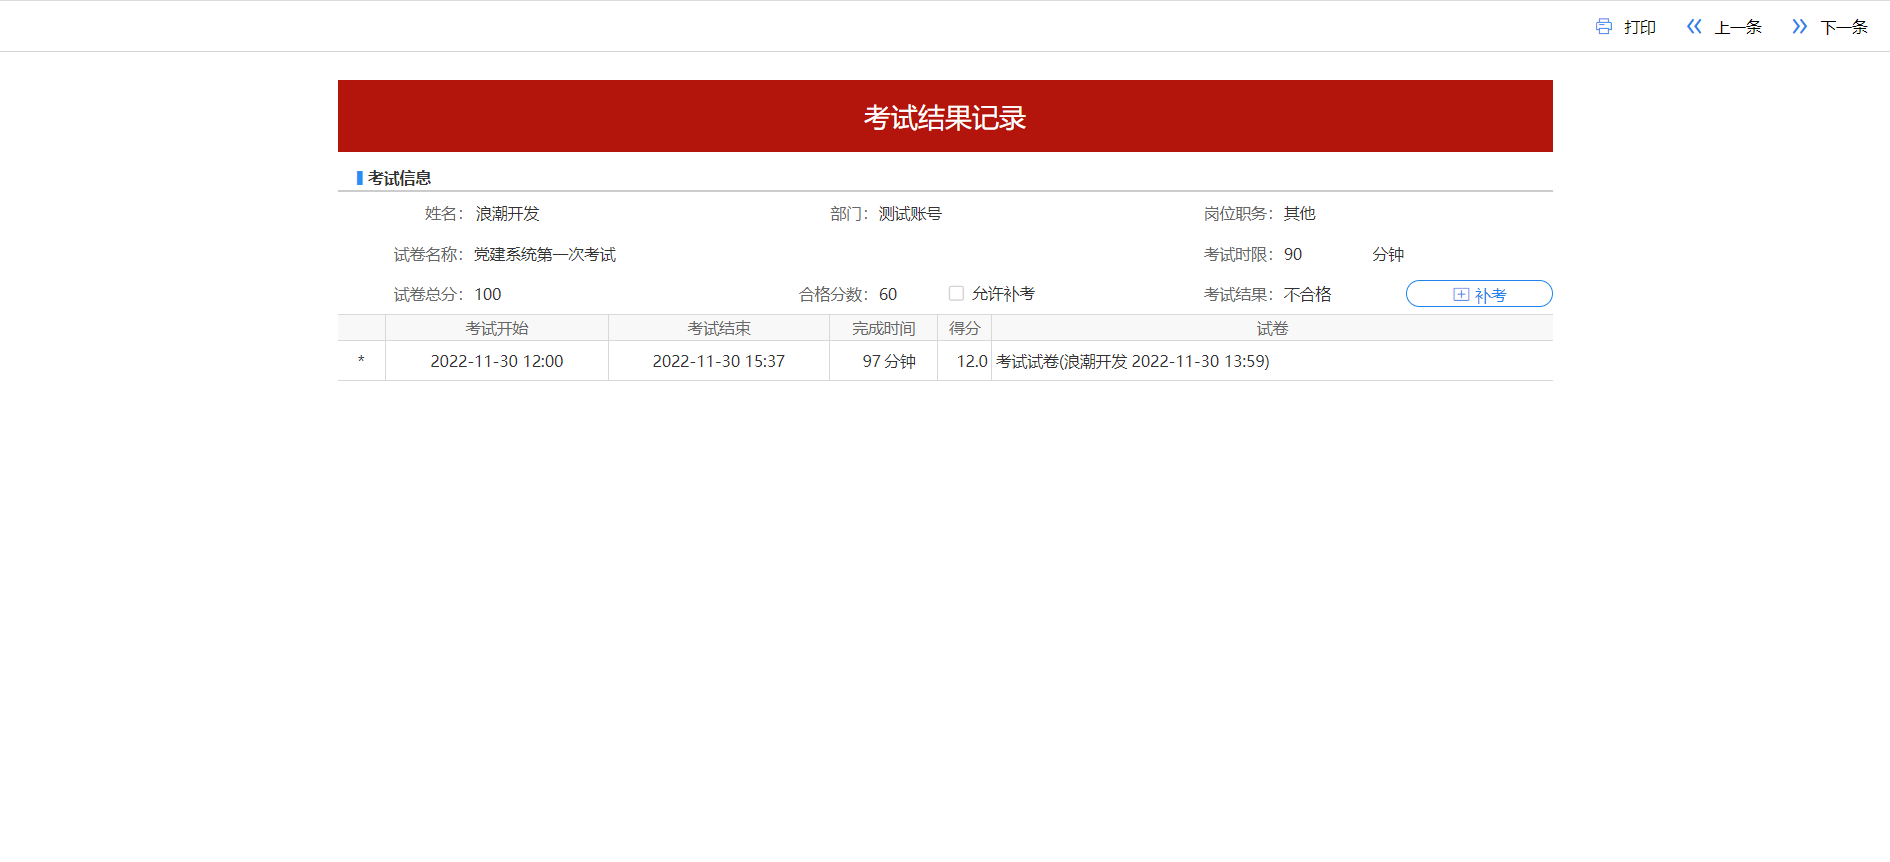 打印 上一条 下一条
考试结果记录
考试信息
姓名： 浪潮开发 部门： 测试账号 岗位职务： 其他
试卷名称： 党建系统第一次考试 考试时限： 90 分钟
试卷总分： 100 合格分数： 60 允许补考 考试结果： 不合格 补考
考试开始 考试结束 完成时间 得分 试卷
* 2022-11-30 12:00 2022-11-30 15:37 97 分钟 12.0 考试试卷(浪潮开发 2022-11-30 13:59)